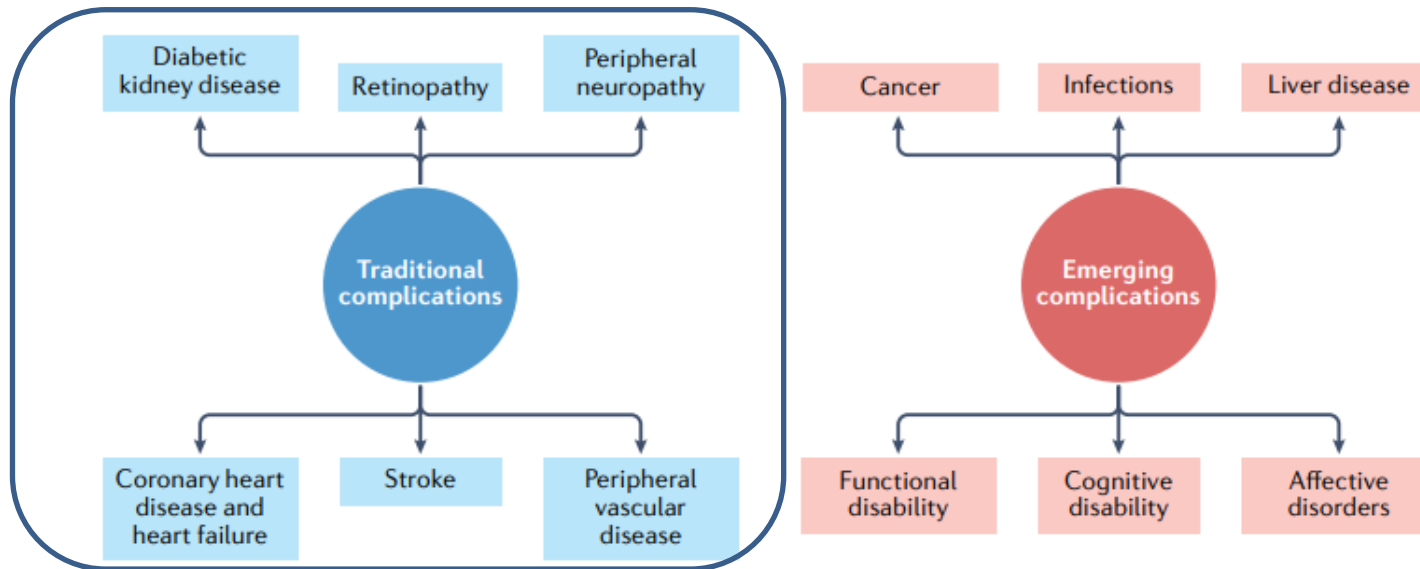 Diabetic
kidney disease
Retinopathy
Peripheral
neuropathy
Traditional
complications
Coronary heart
disease and
heart failure
Stroke
Peripheral
vascular
disease
Cancer
Infections
Liver disease
Emerging
complications
Functional
disability
Cognitive
disability
Affective
disorders